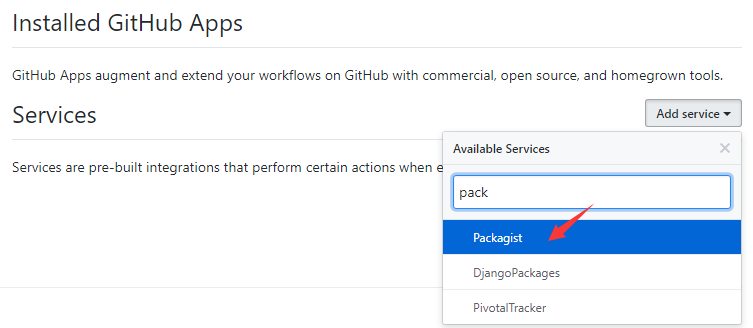 Installed GitHub Apps
GitHub Apps augment and extend your workflows on GitHub with commercial, open source, and homegrown tools.
Services
Add service
Available Services
Services are pre-built integrations that perform certain actions when e
pack
Packagist
DjangoPackages
PivotalTracker